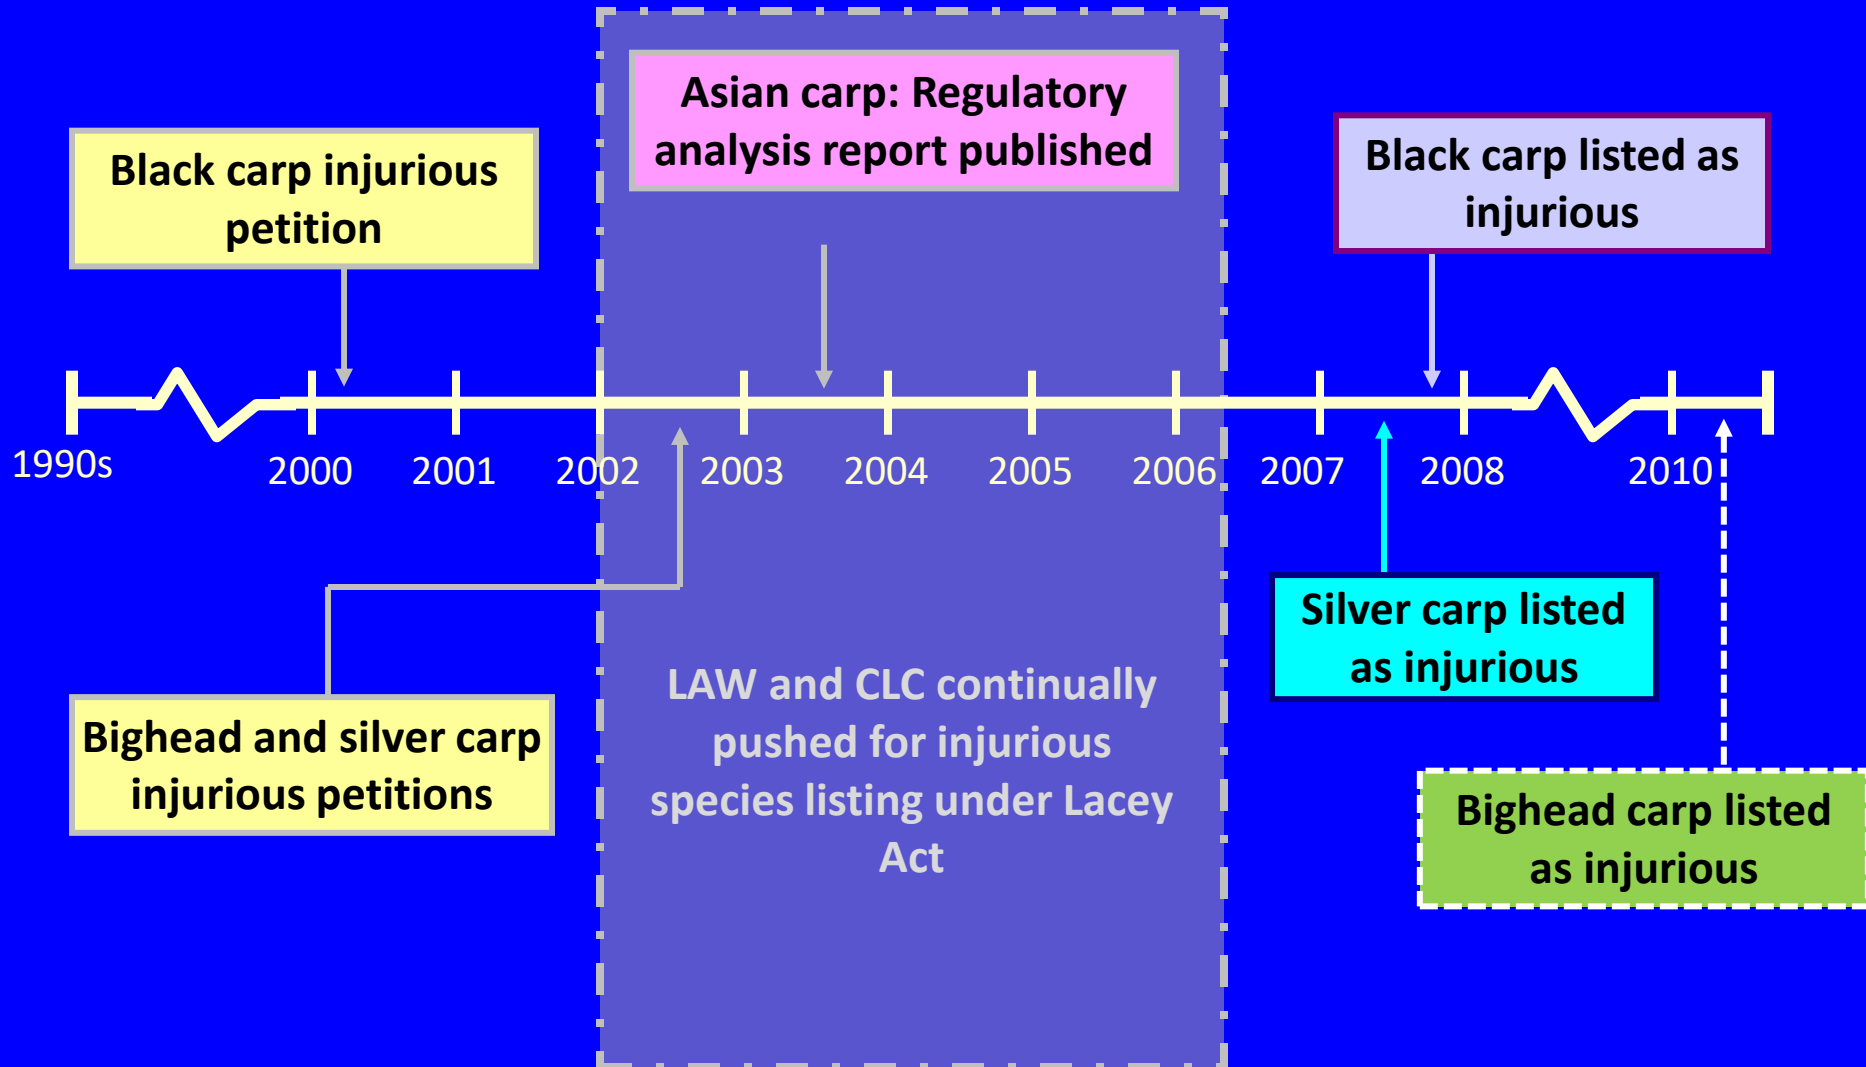 Asian carp: Regulatory
analysis report published
Black carp injurious
petition
Black carp listed as
injurious
1990s
2000
2001
2002
2003
2004
2005
2006
2007
2008
2010
Silver carp listed
as injurious
LAW and CLC continually
pushed for injurious
species listing under Lacey
Act
Bighead and silver carp
injurious petitions
Bighead carp listed
as injurious